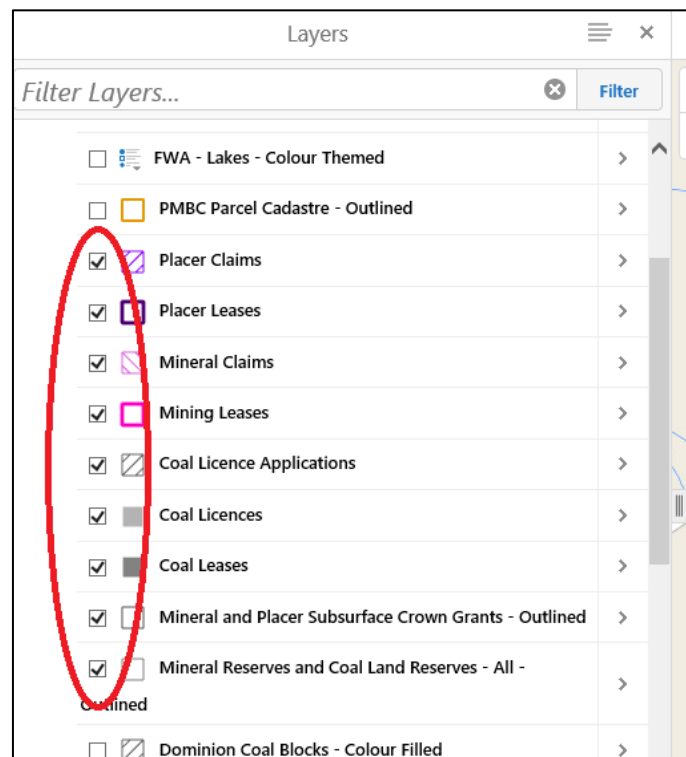 Layers
Filter Layers...
Filter
FWA - Lakes - Colour Themed
PMBC Parcel Cadastre - Outlined
Placer Claims
Placer Leases
Mineral Claims
Mining Leases
Coal Licence Applications
Coal Licences
Coal Leases
Mineral and Placer Subsurface Crown Grants - Outlined
Mineral Reserves and Coal Land Reserves - All -
Outlined
Dominion Coal Blocks - Colour Filled